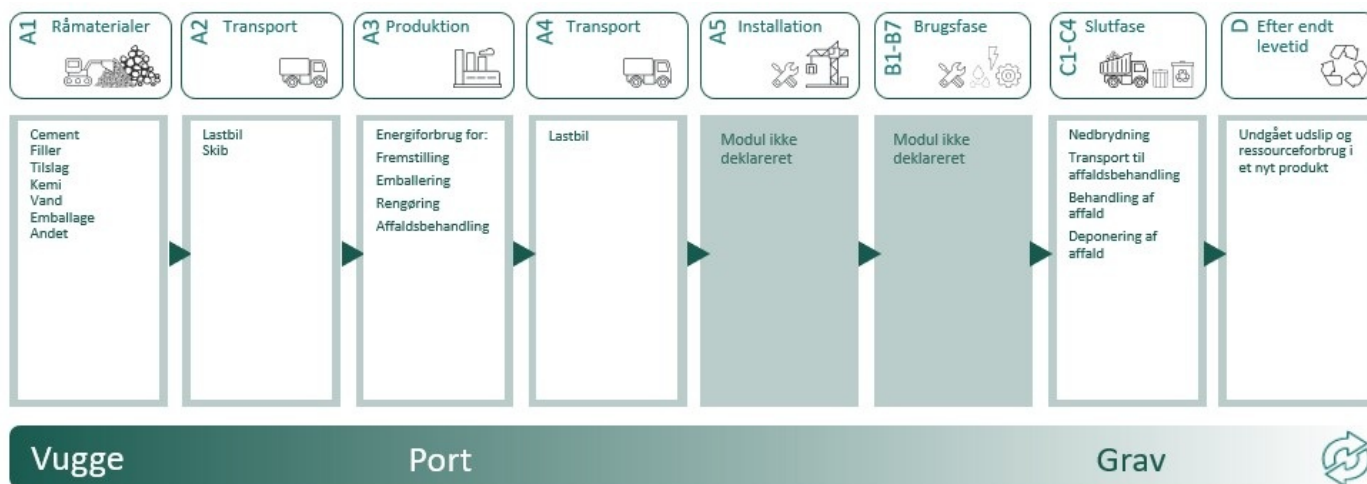 A1 Råmaterialer
A2 Transport
A3 Produktion
A4 Transport
A5 Installation
B1-B7 Brugsfase
C1-C4 Slutfase
D Efter endt
levetid
Cement
Filler
Tilslag
Kemi
Vand
Emballage
Andet
Lastbil
Skib
Energiforbrug for:
Fremstilling
Emballering
Rengøring
Affaldsbehandling
Lastbil
Modul ikke
deklareret
Modul ikke
deklareret
Nedbrydning
Transport til
affaldsbehandling
Behandling af
affald
Deponering af
affald
Undgået udslip og
ressourceforbrug i
et nyt produkt
Vugge
Port
Grav